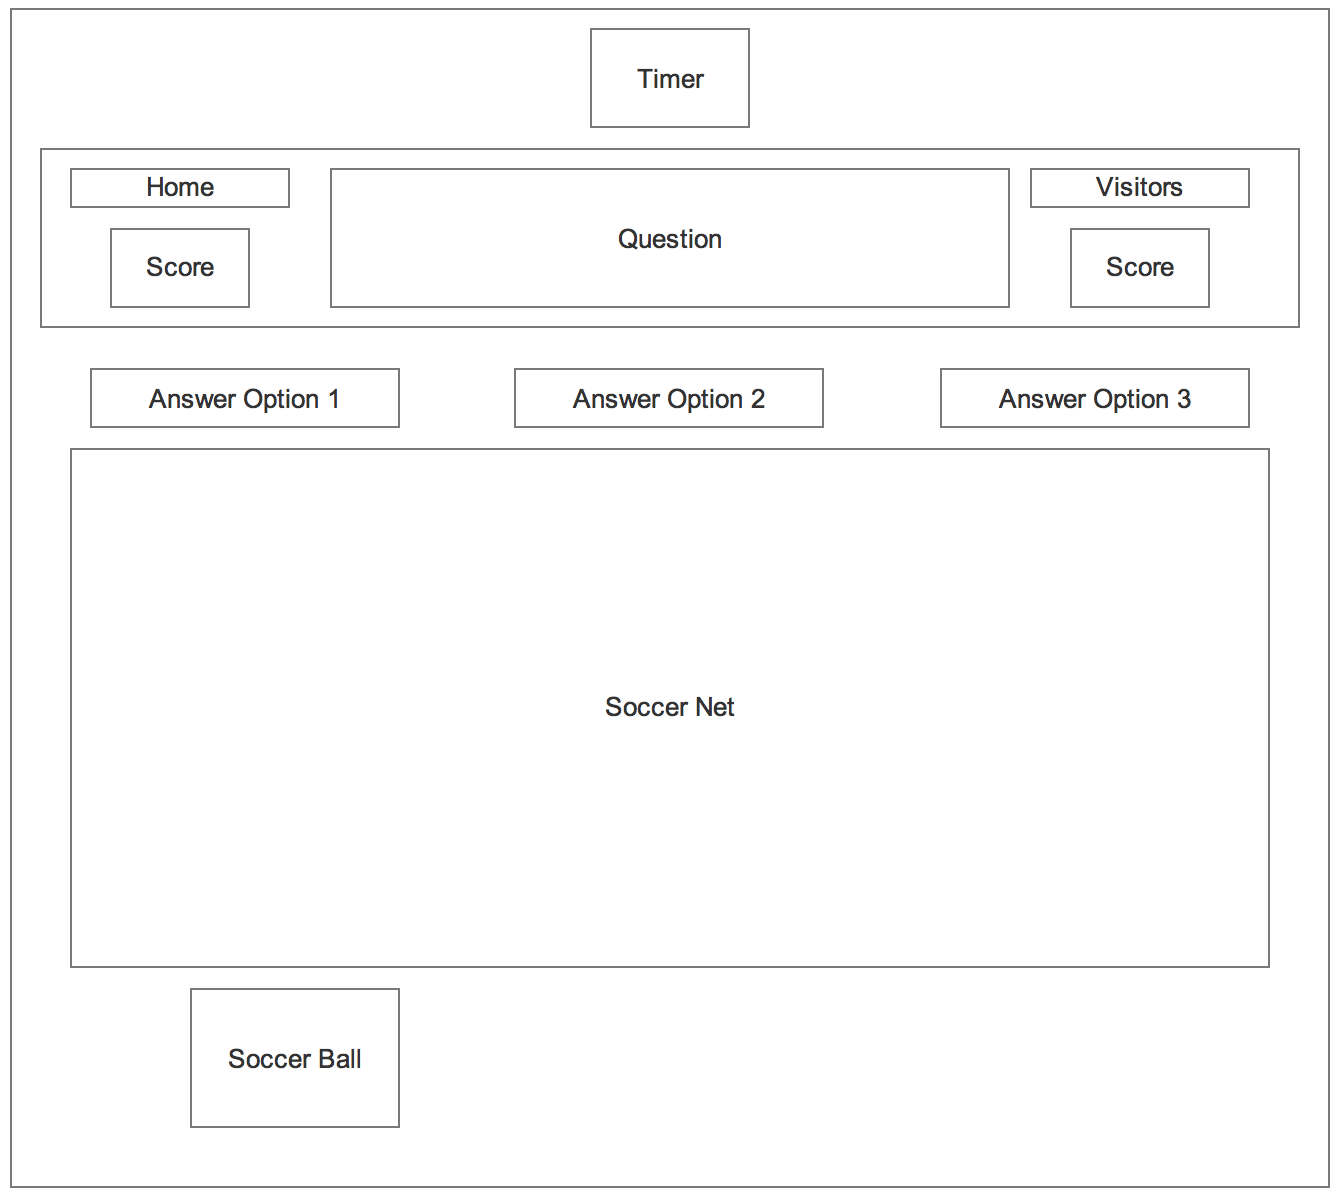 Timer
Home
Question
Visitors
Score
Score
Answer Option 1
Answer Option 2
Answer Option 3
Soccer Net
Soccer Ball